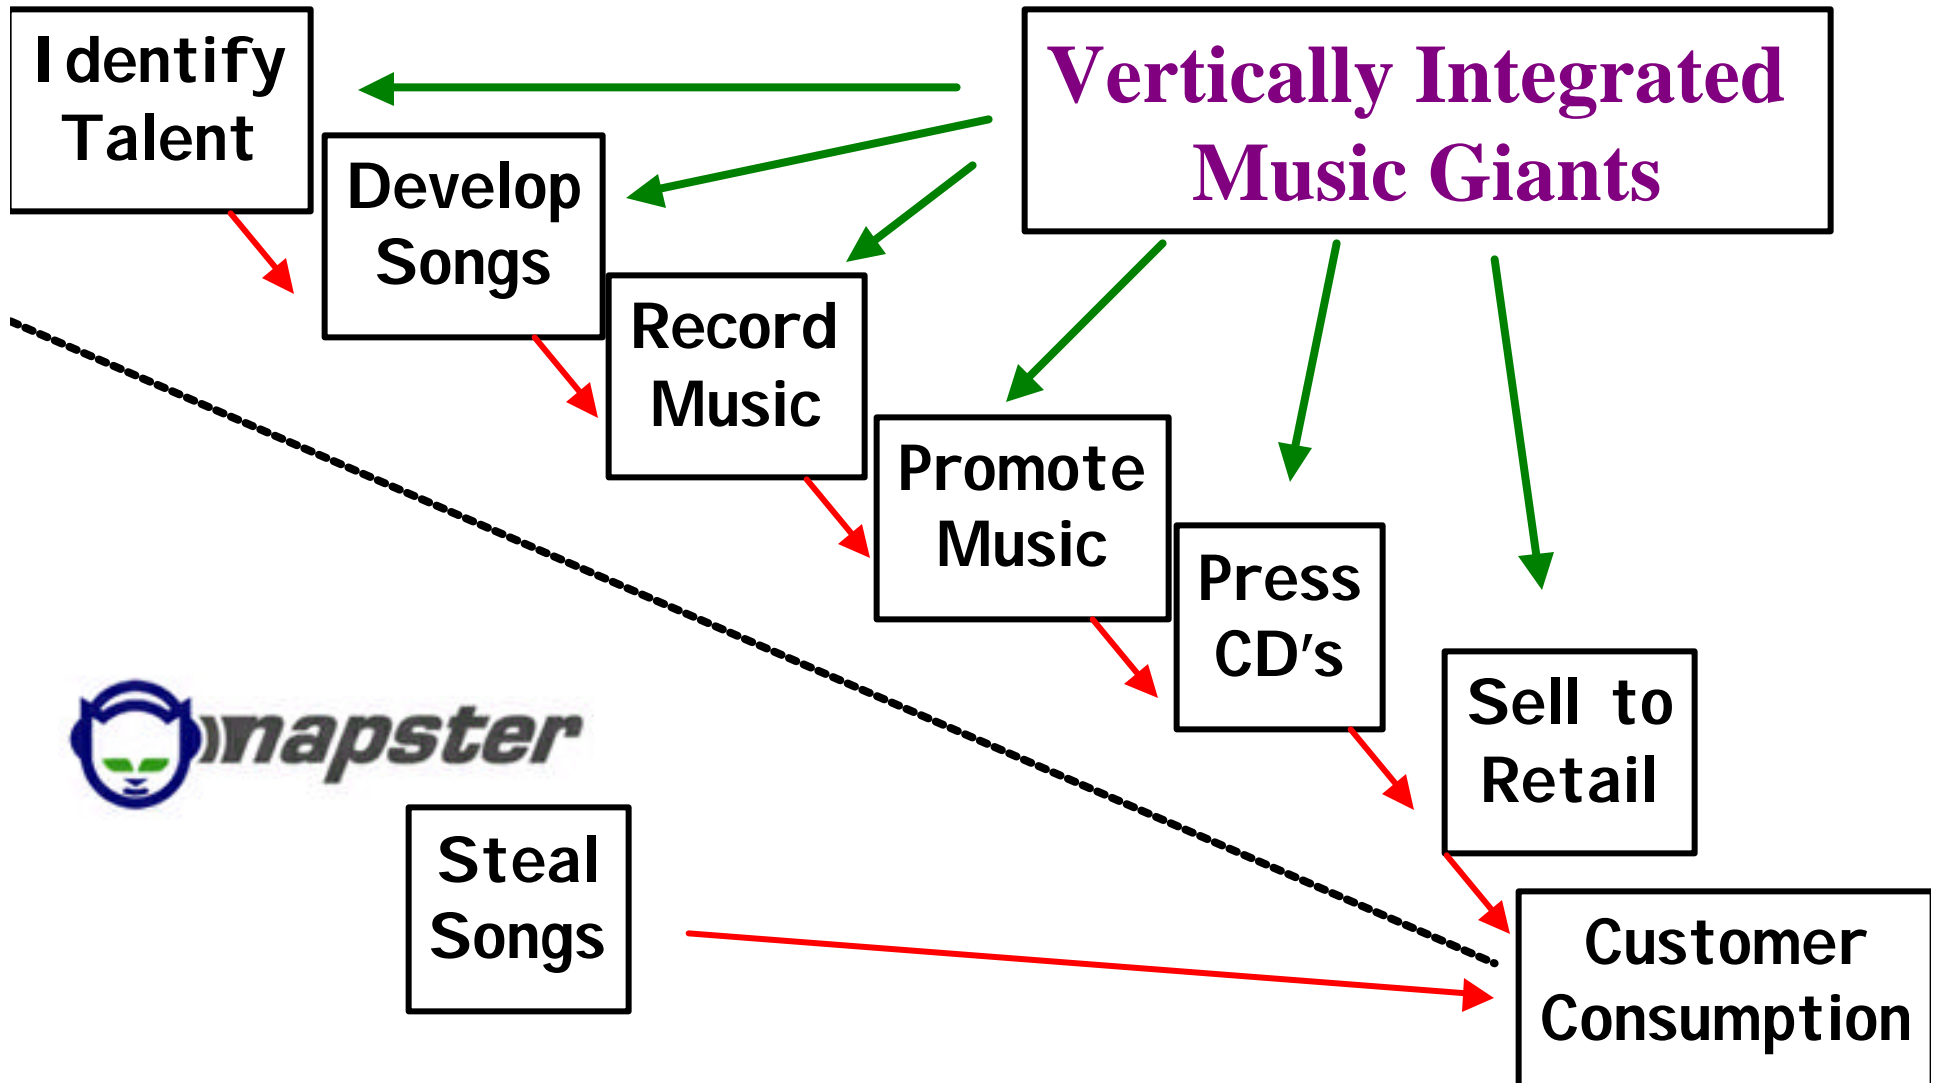 Identify
Talent
Vertically Integrated
Music Giants
Develop
Songs
Record
Music
Promote
Music
Press
CD's
Sell to
Retail
napster
Steal
Songs
Customer
Consumption